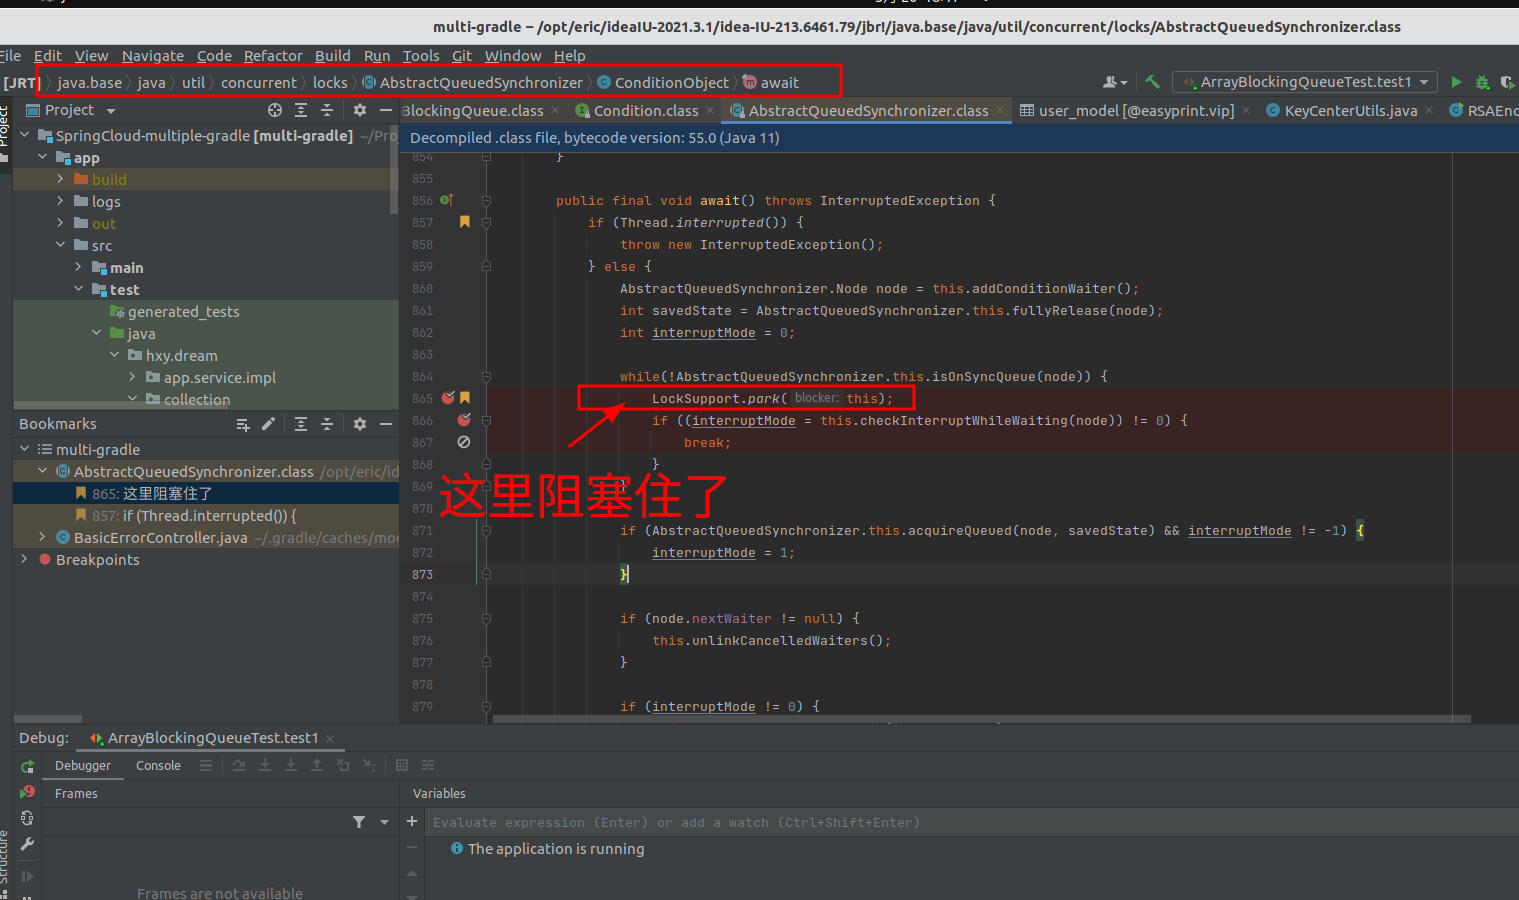 multi-gradle – /opt/eric/ideaIU-2021.3.1/idea-IU-213.6461.79/jbr!/java.base/java/util/concurrent/locks/AbstractQueuedSynchronizer.class
File Edit View Navigate Code Refactor Build Run Tools Git Window Help
[JRT] java.base java util concurrent locks AbstractQueuedSynchronizer ConditionObject await
ArrayBlockingQueueTest.test1
Project
BlockingQueue.class Condition.class AbstractQueuedSynchronizer.class user_model [@easyprint.vip] KeyCenterUtils.java RSAEnc
SpringCloud-multiple-gradle [multi-gradle] ~/Pro
Decompiled .class file, bytecode version: 55.0 (Java 11)
app
build
logs
out
src
main
test
generated_tests
java
hxy.dream
app.service.impl
collection
854 }
855
856 public final void await() throws InterruptedException {
857 if (Thread.interrupted()) {
858 throw new InterruptedException();
859 } else {
860 AbstractQueuedSynchronizer.Node node = this.addConditionWaiter();
861 int savedState = AbstractQueuedSynchronizer.this.fullyRelease(node);
862 int interruptMode = 0;
863
864 while(!AbstractQueuedSynchronizer.this.isOnSyncQueue(node)) {
865 LockSupport.park( blocker: this);
866 if ((interruptMode = this.checkInterruptWhileWaiting(node)) != 0) {
867 break;
868 }
869 }
这里阻塞住了
870
871 if (AbstractQueuedSynchronizer.this.acquireQueued(node, savedState) && interruptMode != -1) {
872 interruptMode = 1;
873 }
874
875 if (node.nextWaiter != null) {
876 this.unlinkCancelledWaiters();
877 }
878
879 if (interruptMode != 0) {
Bookmarks
multi-gradle
AbstractQueuedSynchronizer.class /opt/eric/id
865: 这里阻塞住了
857: if (Thread.interrupted()) {
BasicErrorController.java ~/.gradle/caches/mod
Breakpoints
Debug: ArrayBlockingQueueTest.test1
Debugger Console
Frames
Variables
Evaluate expression (Enter) or add a watch (Ctrl+Shift+Enter)
The application is running
Frames are not available
Project
Structure